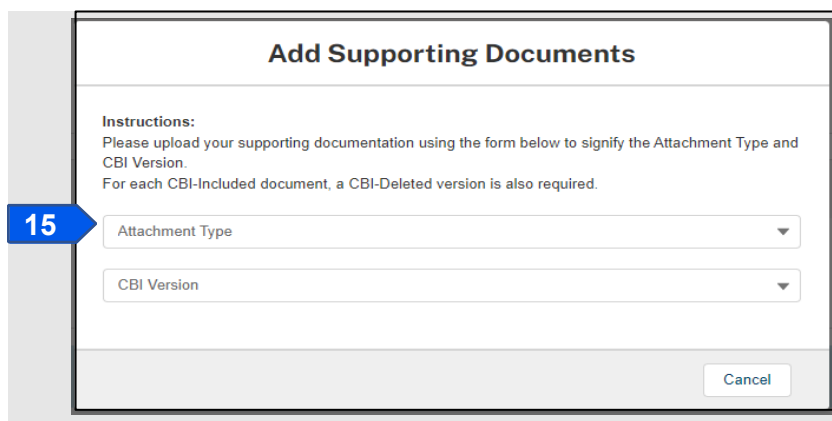 Add Supporting Documents
Instructions:
Please upload your supporting documentation using the form below to signify the Attachment Type and
CBI Version.
For each CBI-Included document, a CBI-Deleted version is also required.
15
Attachment Type
CBI Version
Cancel